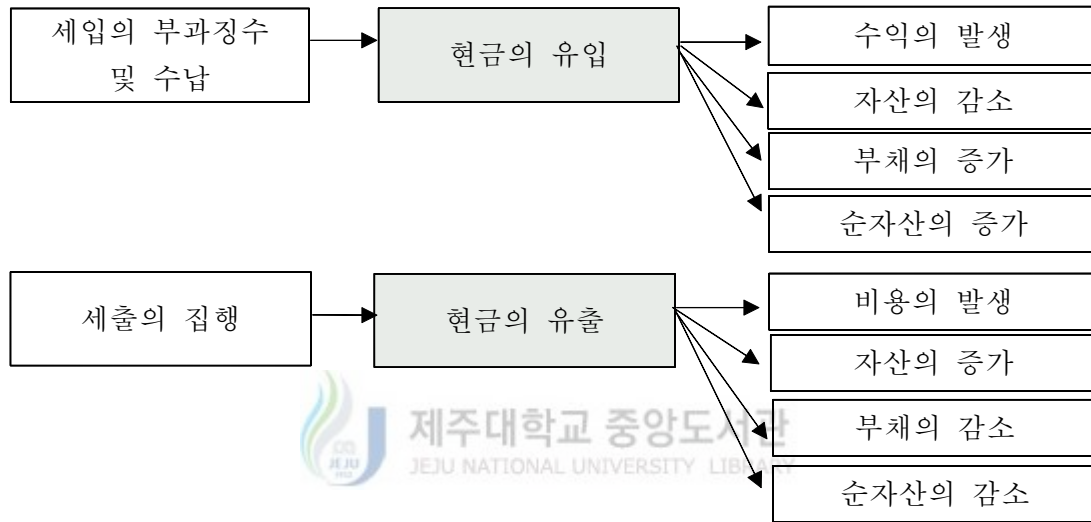 세입의 부과징수
및 수납
현금의 유입
수익의 발생
자산의 감소
부채의 증가
순자산의 증가
세출의 집행
현금의 유출
비용의 발생
자산의 증가
부채의 감소
순자산의 감소
제주대학교 중앙도서관
JEJU NATIONAL UNIVERSITY LIBRARY
JEJU
1952